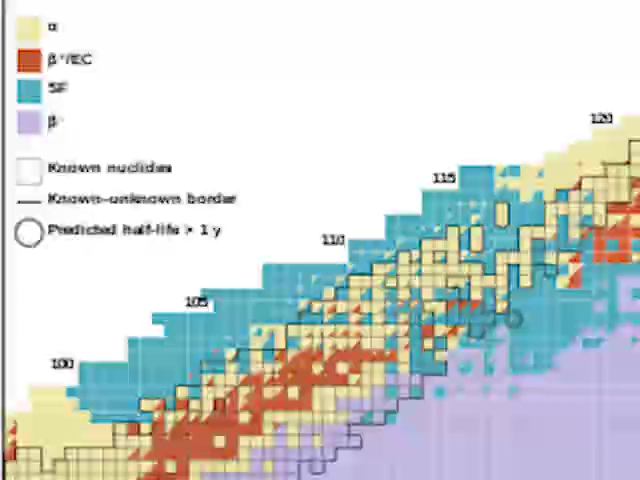 α
β⁺/EC
SF
β⁻
Known nuclides
Known–unknown border
Predicted half-life > 1 y
120
115
110
105
100